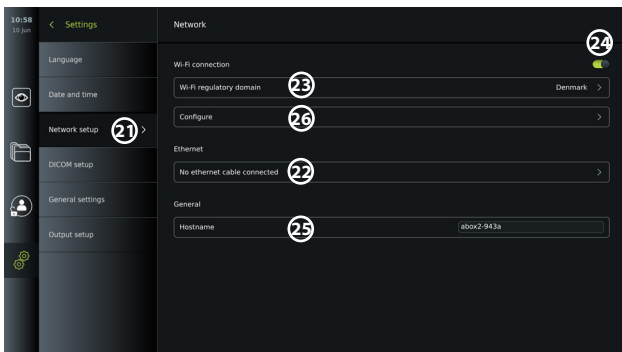 10:58
10 Jun
Settings
Network
24
Language
Wi-Fi connection
Wi-Fi regulatory domain
23
Denmark
Date and time
Configure
26
Network setup
21
Ethernet
DICOM setup
No ethernet cable connected
22
General settings
General
Hostname
25
abox2-943a
Output setup